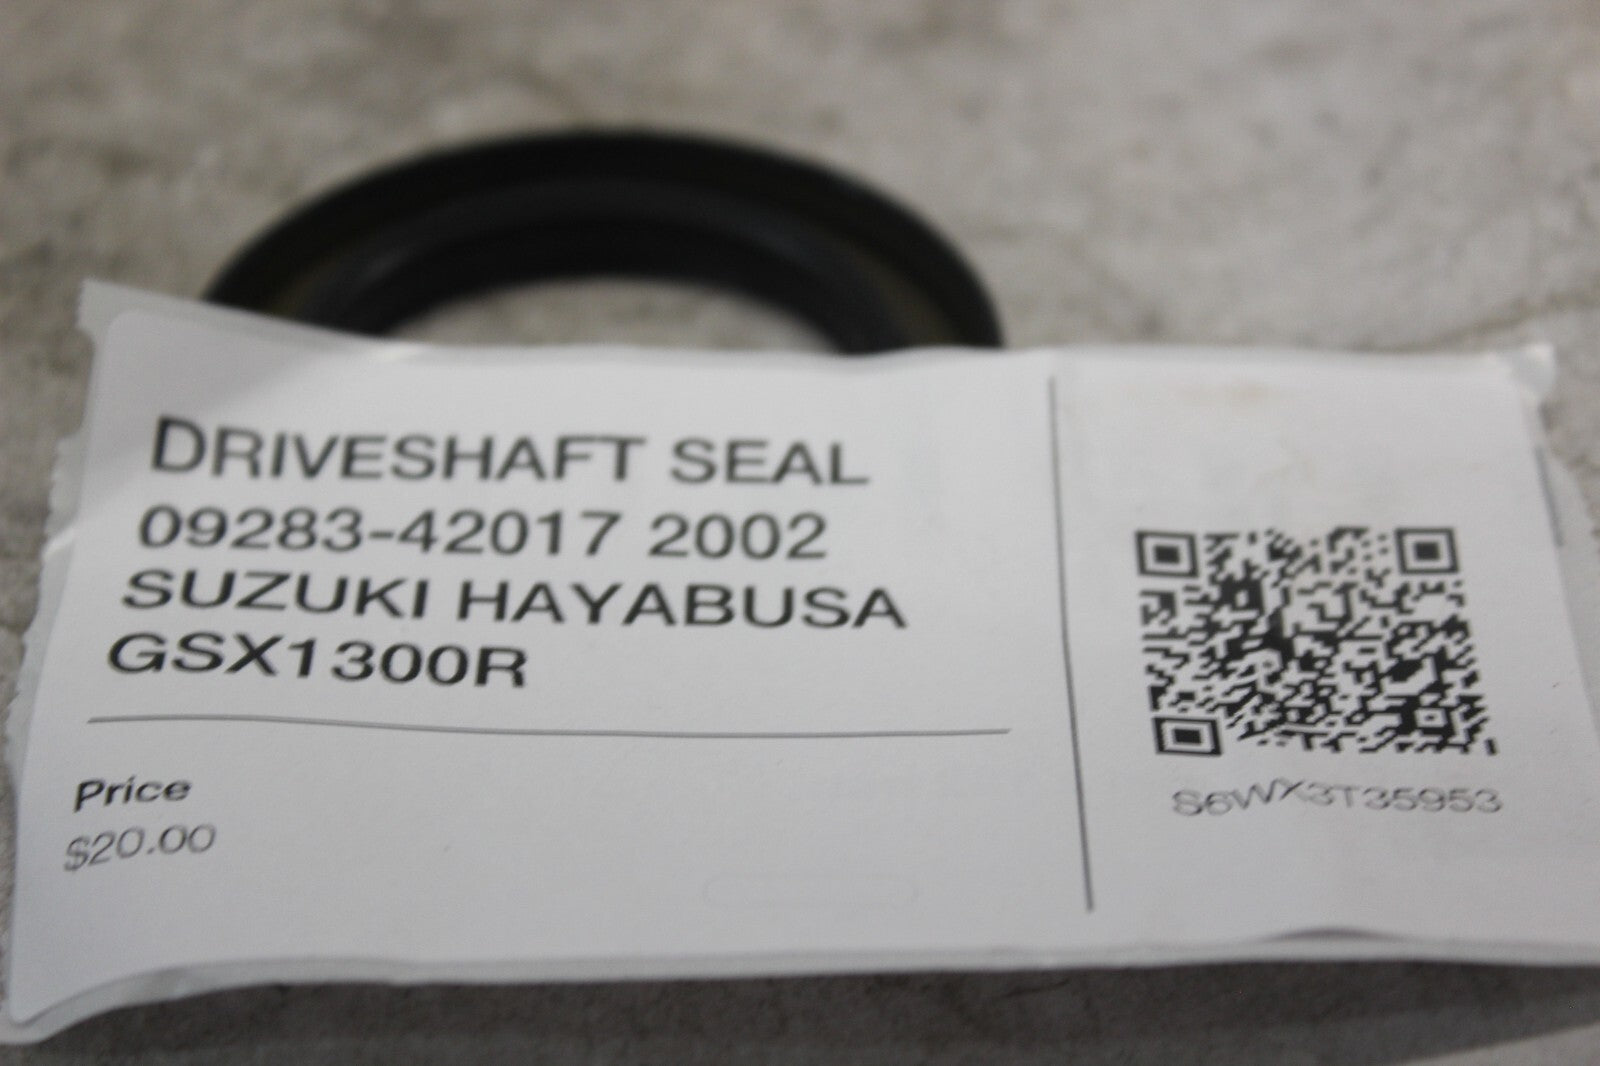 DRIVESHAFT SEAL
09283-42017 2002
SUZUKI HAYABUSA
GSX1300R
Price
$20.00
S6WX3T35953